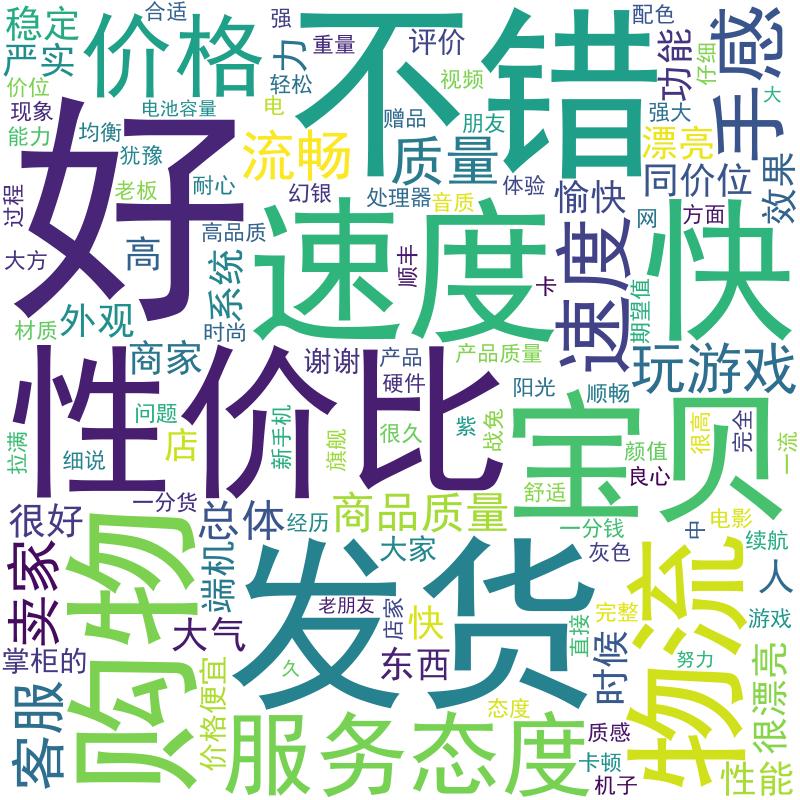 稳定
合适
强
不错
配色
手感
严实
价格
力
重量
评价
功能
仔细
价位
电池容量
轻松
视频
大
现象
好
电
赠品
强大
能力
均衡
流畅
质量
朋友
漂亮
犹豫
效果
过程
老板
耐心
幻银
处理器
音质
体验
愉快
同价位
网
方面
大方
高
高品质
速度
顺丰
速度
快
系统
卡
期望值
材质
外观
时尚
商家
谢谢
产品
产品质量
玩游戏
性价比
硬件
阳光
顺畅
宝贝
问题
新手机
很久
紫
战兔
很高
完全
一流
拉满
细说
店
旗舰
颜值
良心
舒适
一分货
商品质量
很好
总体
经历
一分钱
中
电影
续航
购物
发货
大家
灰色
物流
人
卖家
端机
老朋友
店家
快
直接
完整
游戏
大气
掌柜的
东西
时候
努力
很漂亮
客服
价格便宜
久
服务态度
态度
质感
卡顿
机子
性能